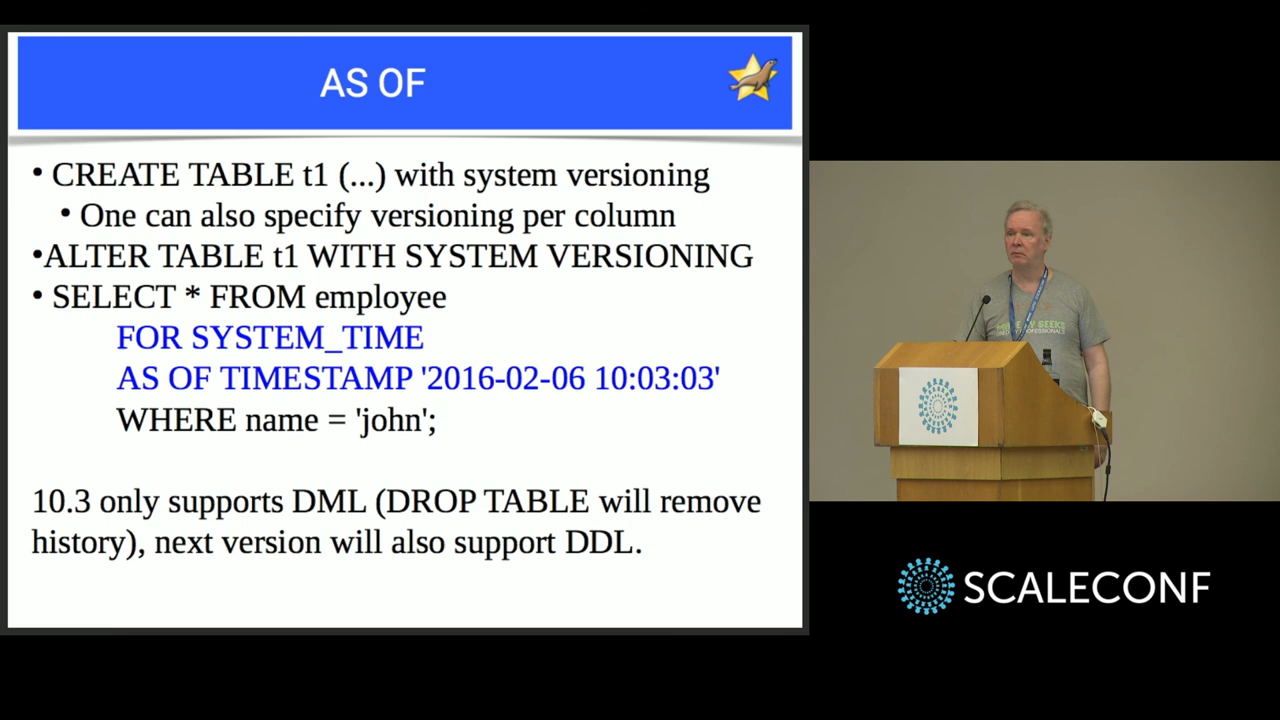 AS OF
• CREATE TABLE t1 (...) with system versioning
• One can also specify versioning per column
•ALTER TABLE t1 WITH SYSTEM VERSIONING
• SELECT * FROM employee
FOR SYSTEM_TIME
AS OF TIMESTAMP '2016-02-06 10:03:03'
WHERE name = 'john';
10.3 only supports DML (DROP TABLE will remove
history), next version will also support DDL.
SCALECONF